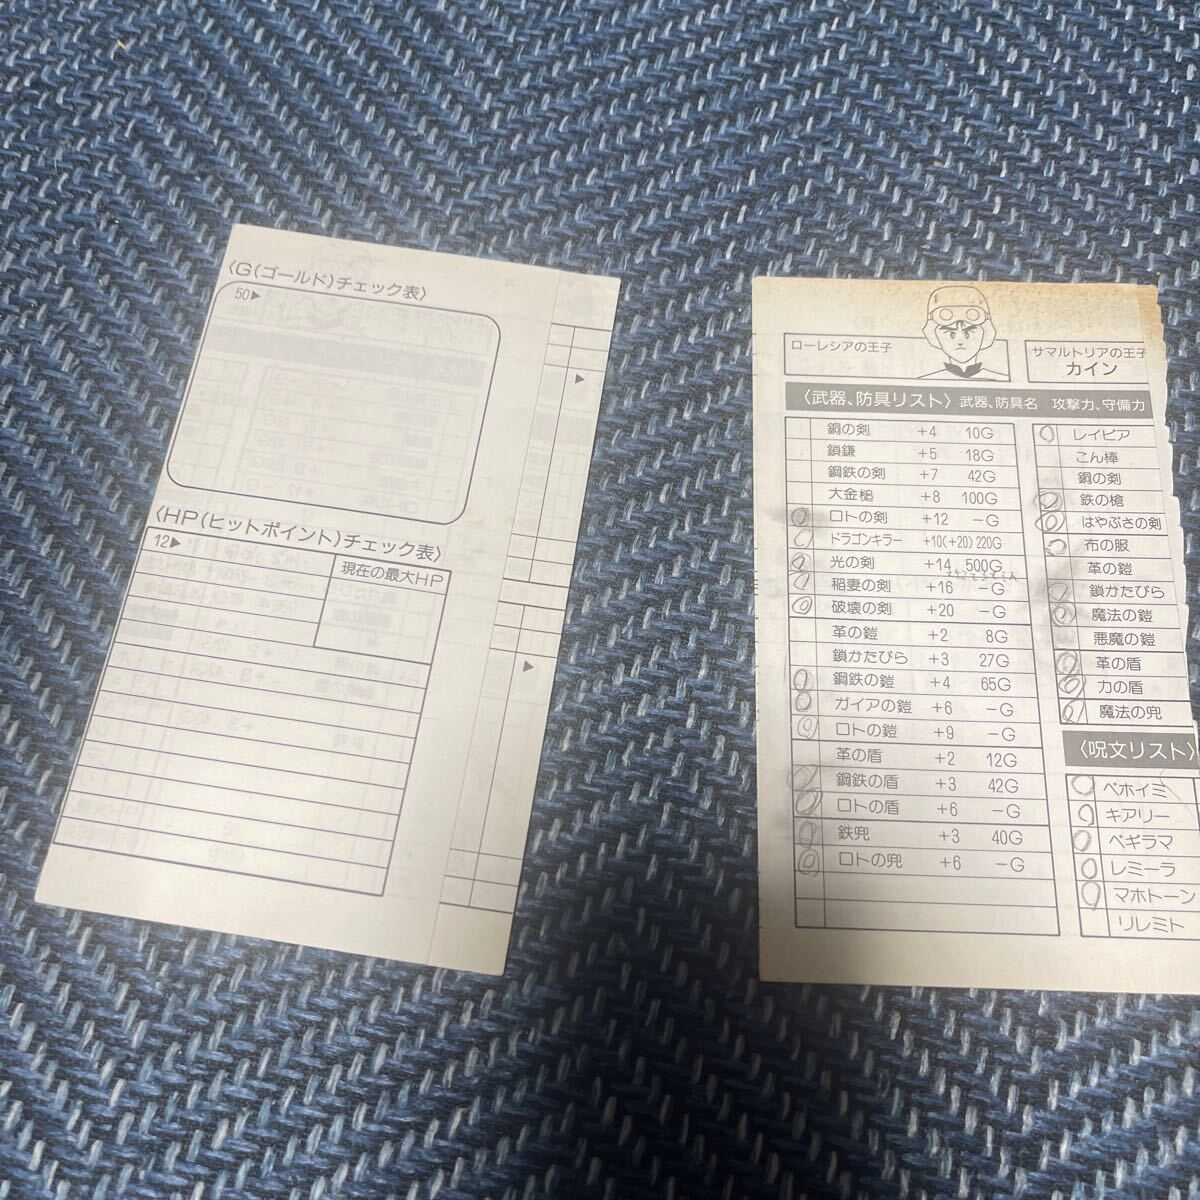 〈G(ゴールド)チェック表〉
50▶
〈HP(ヒットポイント)チェック表〉
12▶
現在の最大HP
▶
▶
ローレシアの王子
サマルトリアの王子
カイン
〈武器、防具リスト〉 武器、防具名 攻撃力、守備力
銅の剣 +4 10G
鎖鎌 +5 18G
鋼鉄の剣 +7 42G
大金槌 +8 100G
ロトの剣 +12 −G
ドラゴンキラー +10(+20) 220G
光の剣 +14 500G
稲妻の剣 +16 −G
破壊の剣 +20 −G
革の鎧 +2 8G
鎖かたびら +3 27G
鋼鉄の鎧 +4 65G
ガイアの鎧 +6 −G
ロトの鎧 +9 −G
革の盾 +2 12G
鋼鉄の盾 +3 42G
ロトの盾 +6 −G
鉄兜 +3 40G
ロトの兜 +6 −G
レイピア
こん棒
銅の剣
鉄の槍
はやぶさの剣
布の服
革の鎧
鎖かたびら
魔法の鎧
悪魔の鎧
革の盾
力の盾
魔法の兜
〈呪文リスト〉
ベホイミ
キアリー
ベギラマ
レミーラ
マホトーン
リレミト